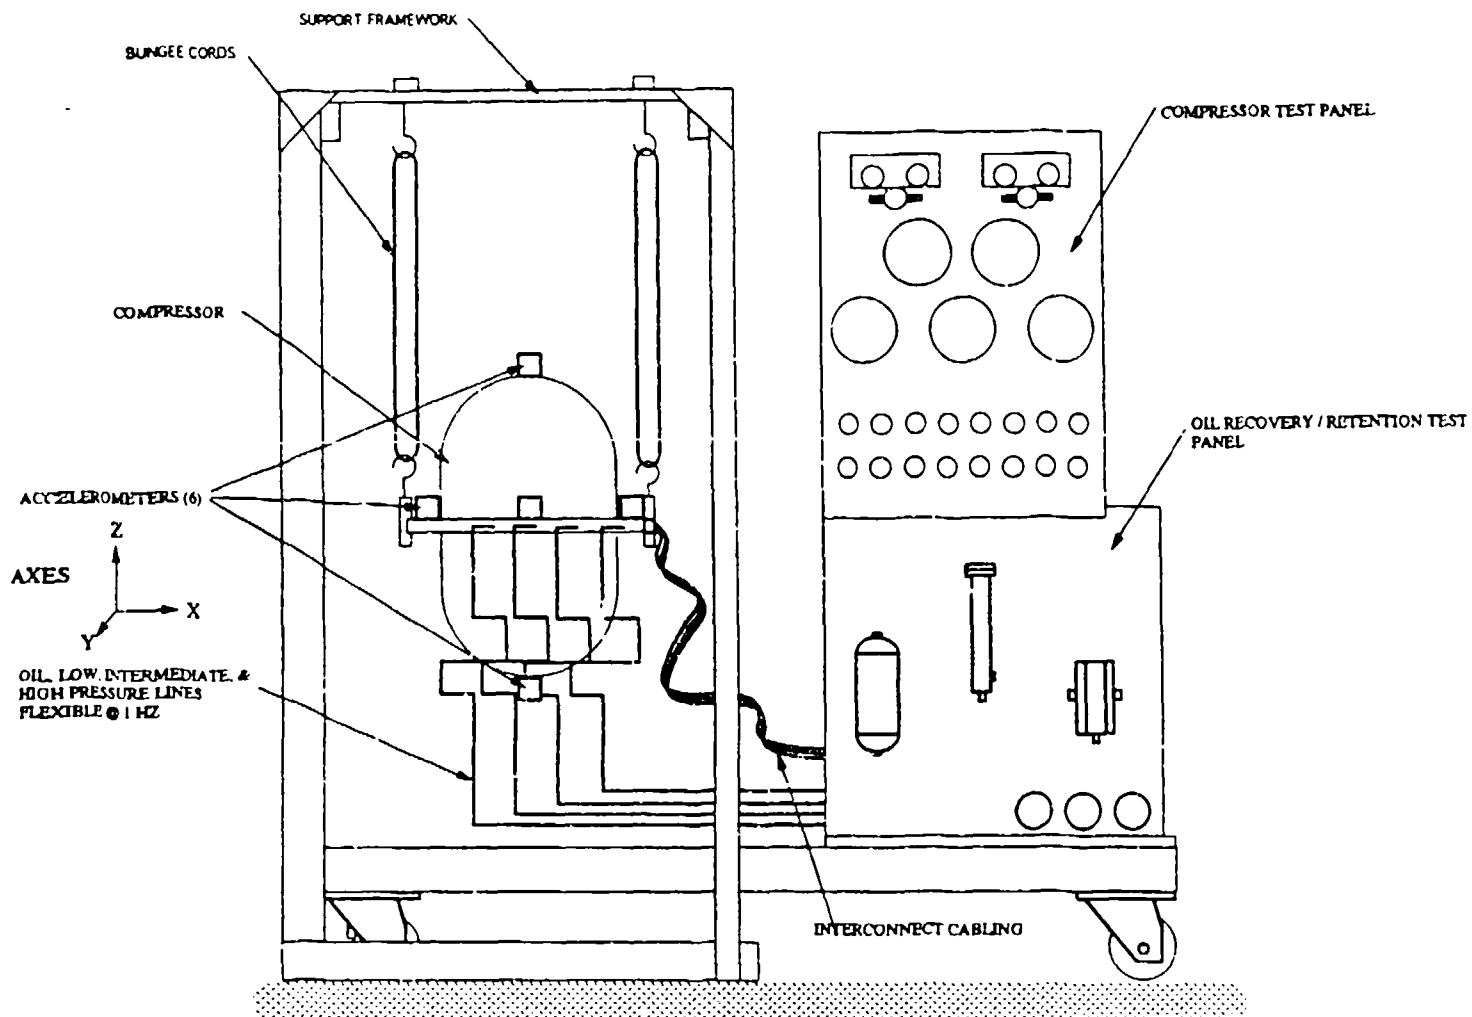 SUPPORT FRAMEWORK
BUNGEE CORDS
COMPRESSOR TEST PANEL
COMPRESSOR
OIL RECOVERY / RETENTION TEST
PANEL
ACCELEROMETERS (6)
Z
AXES
X
Y
OIL, LOW, INTERMEDIATE, &
HIGH PRESSURE LINES
FLEXIBLE @ 1 HZ
INTERCONNECT CABLING